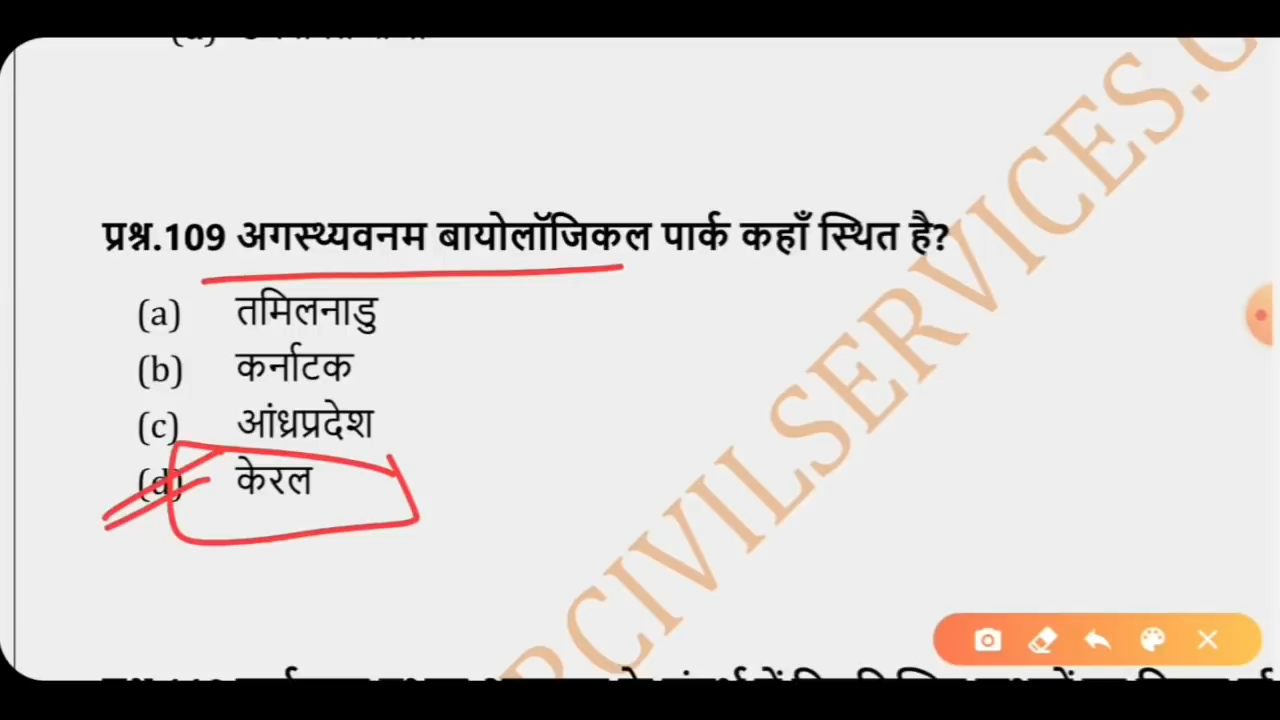 प्रश्न.109 अगस्थ्यवनम बायोलॉजिकल पार्क कहाँ स्थित है?
(a) तमिलनाडु
(b) कर्नाटक
(c) आंध्रप्रदेश
(d) केरल
RCIVILSERVICES.C